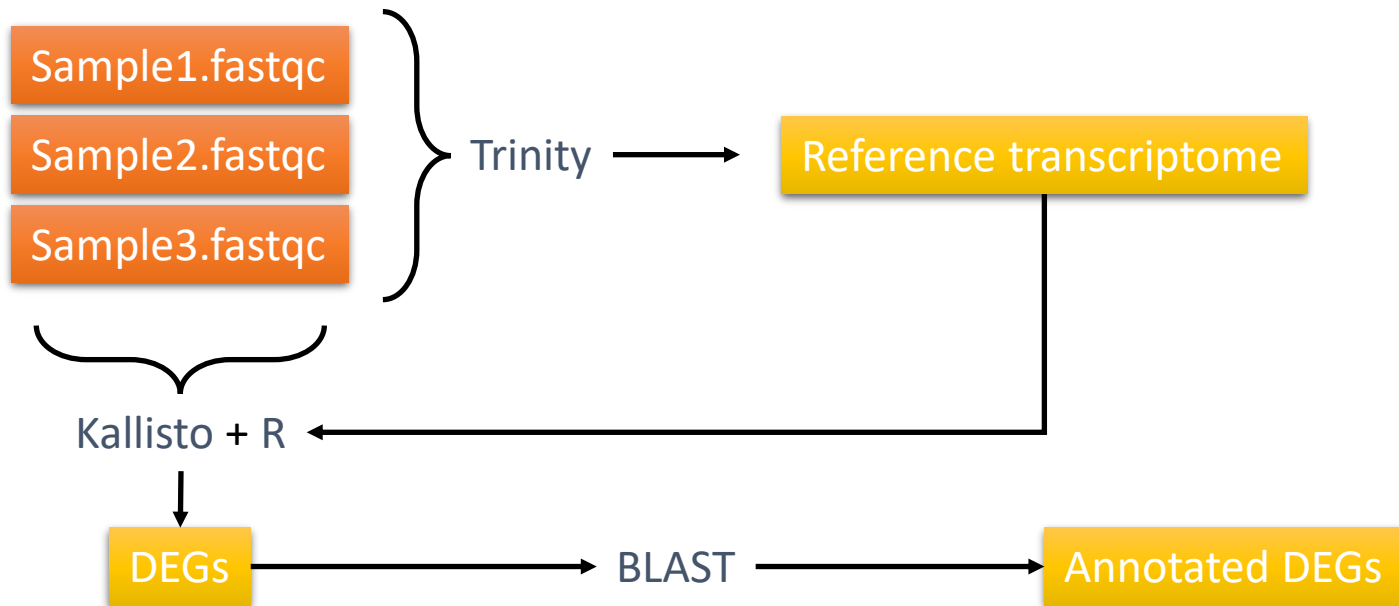 Sample1.fastqc
Sample2.fastqc
Sample3.fastqc
Trinity
Reference transcriptome
Kallisto + R
DEGs
BLAST
Annotated DEGs